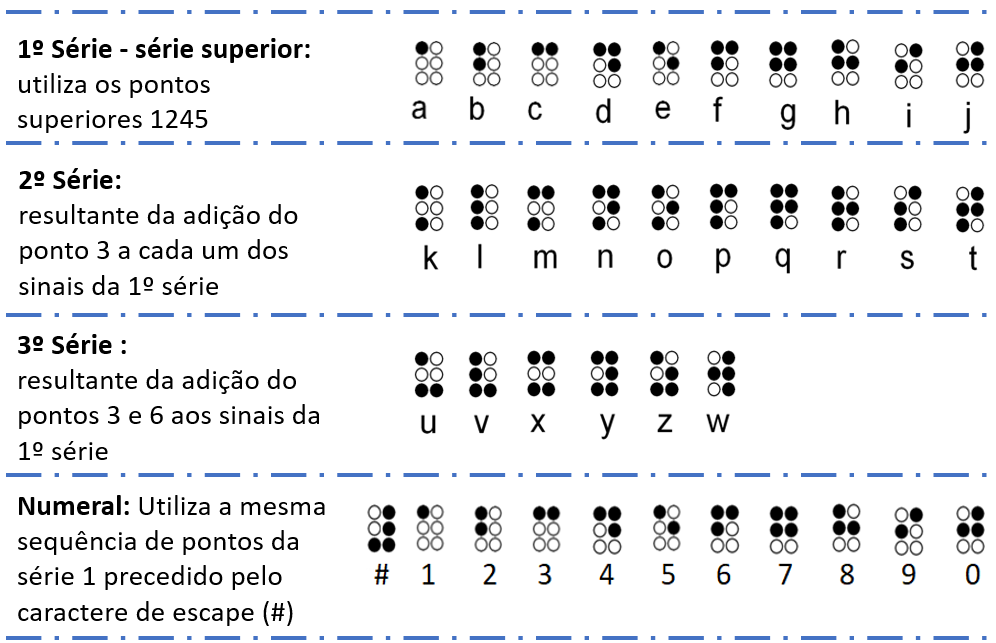 1º Série - série superior:
utiliza os pontos
superiores 1245
a b c d e f g h i j
2º Série:
resultante da adição do
ponto 3 a cada um dos
sinais da 1º série
k l m n o p q r s t
3º Série :
resultante da adição do
pontos 3 e 6 aos sinais da
1º série
u v x y z w
Numeral: Utiliza a mesma
sequência de pontos da
série 1 precedido pelo
caractere de escape (#)
# 1 2 3 4 5 6 7 8 9 0